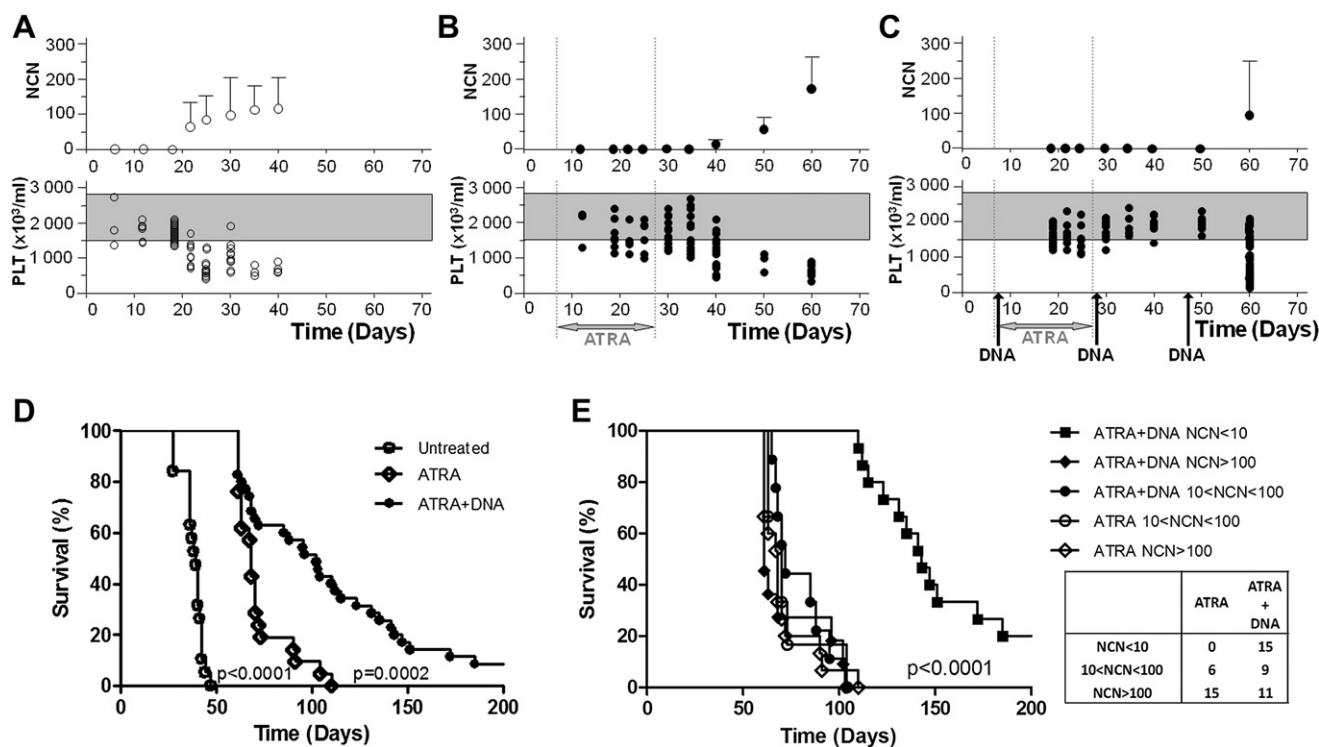 A
NCN
300
200
100
0
0 10 20 30 40 50 60 70
PLT (×10³/ml)
3 000
2 000
1 000
0
0 10 20 30 40 50 60 70
Time (Days)
B
NCN
300
200
100
0
0 10 20 30 40 50 60 70
PLT (×10³/ml)
3 000
2 000
1 000
0
0 10 20 30 40 50 60 70
Time (Days)
ATRA
C
NCN
300
200
100
0
0 10 20 30 40 50 60 70
PLT (×10³/ml)
3 000
2 000
1 000
0
0 10 20 30 40 50 60 70
Time (Days)
DNA ATRA DNA DNA
D
Survival (%)
100
80
60
40
20
0
0 50 100 150 200
Time (Days)
Untreated
ATRA
ATRA+DNA
p<0.0001 p=0.0002
E
Survival (%)
100
80
60
40
20
0
0 50 100 150 200
Time (Days)
p<0.0001
ATRA+DNA NCN<10
ATRA+DNA NCN>100
ATRA+DNA 10<NCN<100
ATRA 10<NCN<100
ATRA NCN>100
ATRA ATRA + DNA
NCN<10 0 15
10<NCN<100 6 9
NCN>100 15 11